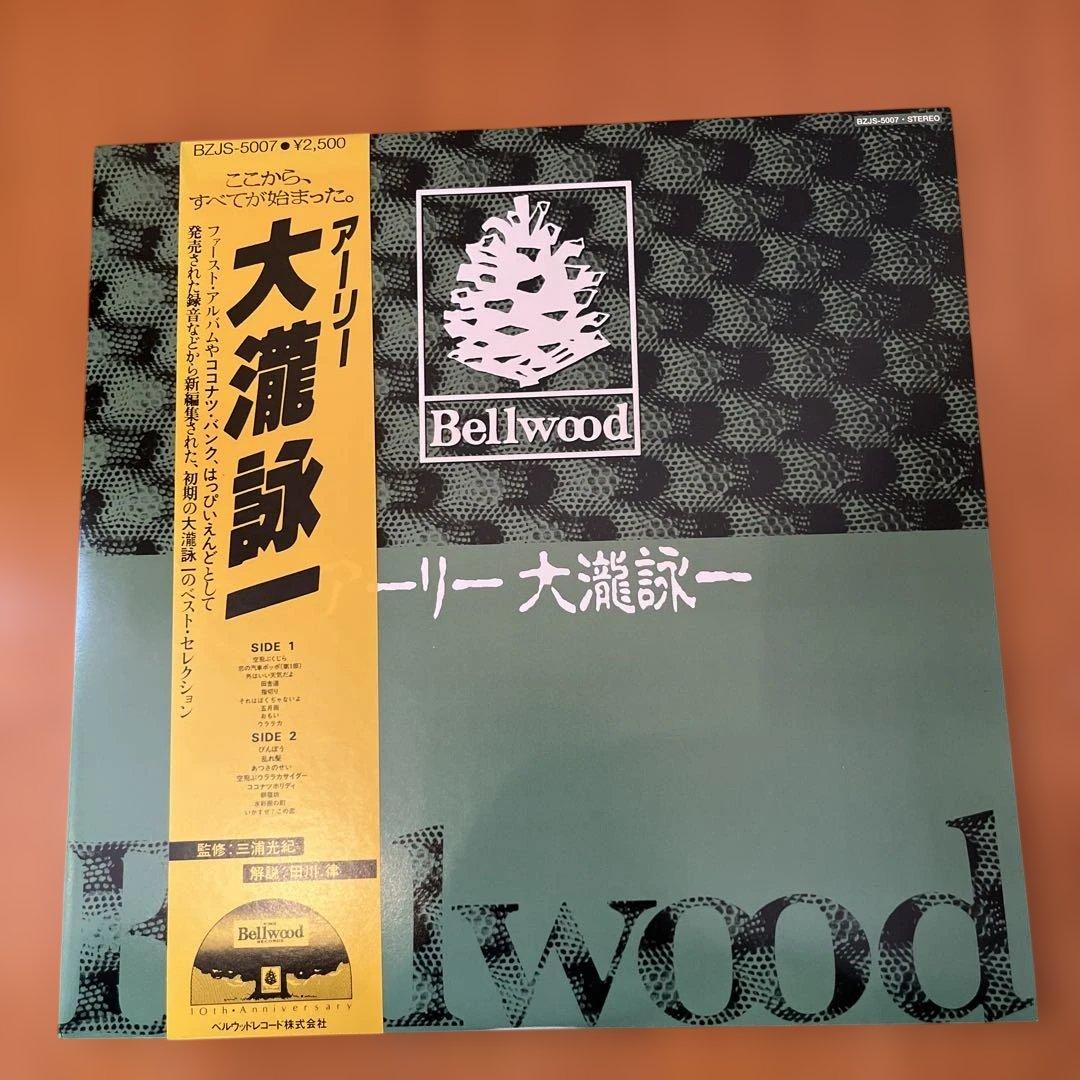 BZJS-5007・STEREO
BZJS-5007●¥2,500
ここから、
すべてが始まった。
アーリー
大瀧詠一
ファースト・アルバムやココナツ・バンク、はっぴいえんどとして
発売された録音などから新編集された、初期の大瀧詠一のベスト・セレクション
SIDE 1
空飛ぶくじら
恋の汽車ポッポ(第1部)
外はいい天気だよ
田舎道
指切り
それはぼくぢゃないよ
五月雨
おもい
ウララカ
SIDE 2
びんぼう
乱れ髪
あつさのせい
空飛ぶウララカサイダー
ココナツホリディ
朝寝坊
水彩画の町
いかすぜ!この恋
監修:三浦光紀
解説:田川 律
Bellwood
RECORDS
10th・Anniversary
ベルウッドレコード株式会社
Bellwood
アーリー 大瀧詠一
Bellwood